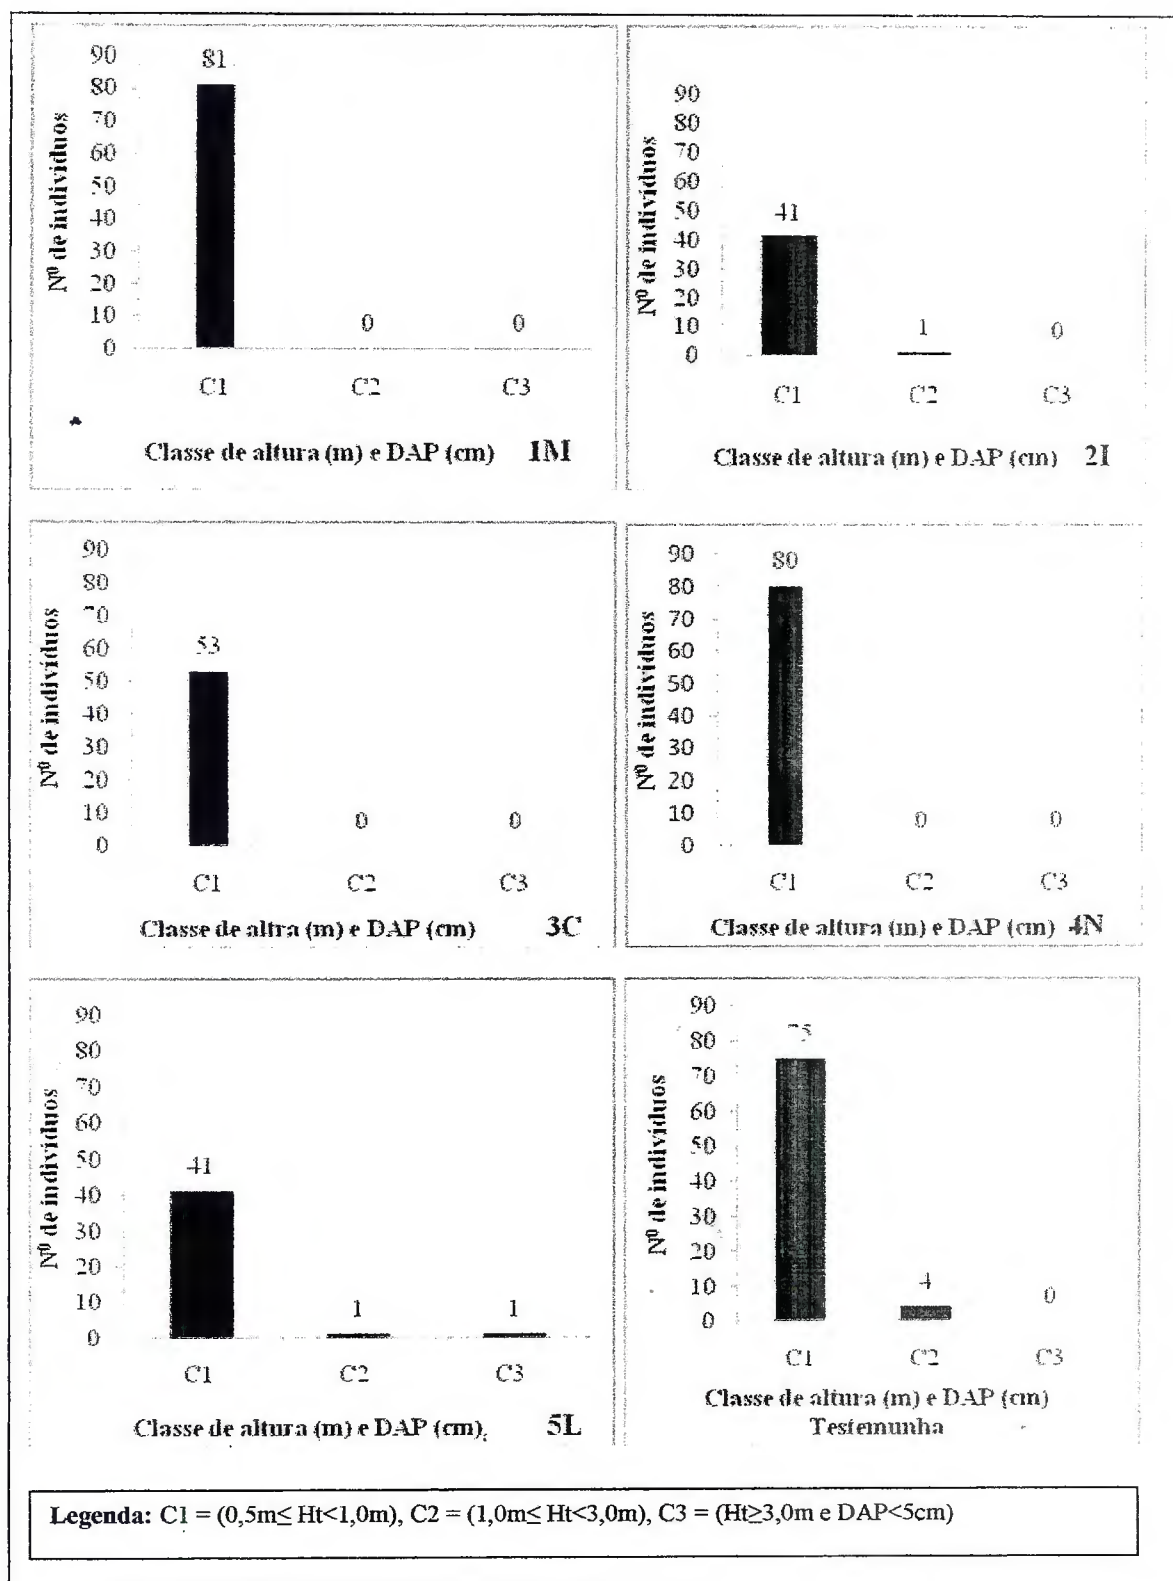 90
81
80
70
60
50
40
30
20
10
0
0
0
C1
C2
C3
Nº de indivíduos
Classe de altura (m) e DAP (cm) 1M
90
80
70
60
50
41
40
30
20
10
1
0
0
C1
C2
C3
Nº de indivíduos
Classe de altura (m) e DAP (cm) 2I
90
80
70
60
53
50
40
30
20
10
0
0
0
C1
C2
C3
Nº de indivíduos
Classe de altra (m) e DAP (cm) 3C
90
80
80
70
60
50
40
30
20
10
0
0
0
C1
C2
C3
Nº de indivíduos
Classe de altura (m) e DAP (cm) 4N
90
80
70
60
50
41
40
30
20
10
1
1
0
C1
C2
C3
Nº de indivíduos
Classe de altura (m) e DAP (cm) 5L
90
75
80
70
60
50
40
30
20
10
4
0
0
C1
C2
C3
Nº de indivíduos
Classe de altura (m) e DAP (cm)
Testemunha
Legenda: C1 = (0,5m≤ Ht<1,0m), C2 = (1,0m≤ Ht<3,0m), C3 = (Ht≥3,0m e DAP<5cm)